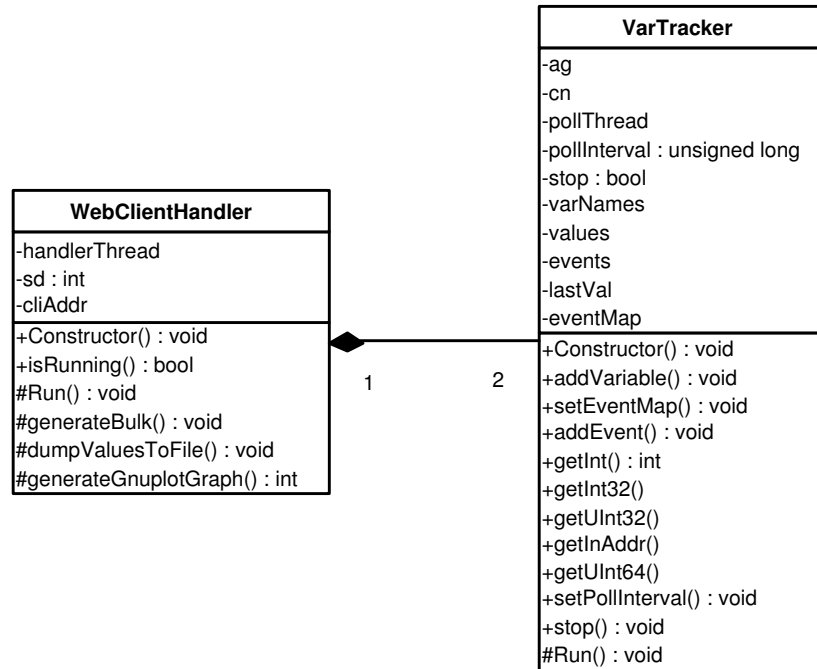 WebClientHandler
-handlerThread
-sd : int
-cliAddr
+Constructor() : void
+isRunning() : bool
#Run() : void
#generateBulk() : void
#dumpValuesToFile() : void
#generateGnuplotGraph() : int
1
2
VarTracker
-ag
-cn
-pollThread
-pollInterval : unsigned long
-stop : bool
-varNames
-values
-events
-lastVal
-eventMap
+Constructor() : void
+addVariable() : void
+setEventMap() : void
+addEvent() : void
+getInt() : int
+getInt32()
+getUInt32()
+getInAddr()
+getUInt64()
+setPollInterval() : void
+stop() : void
#Run() : void